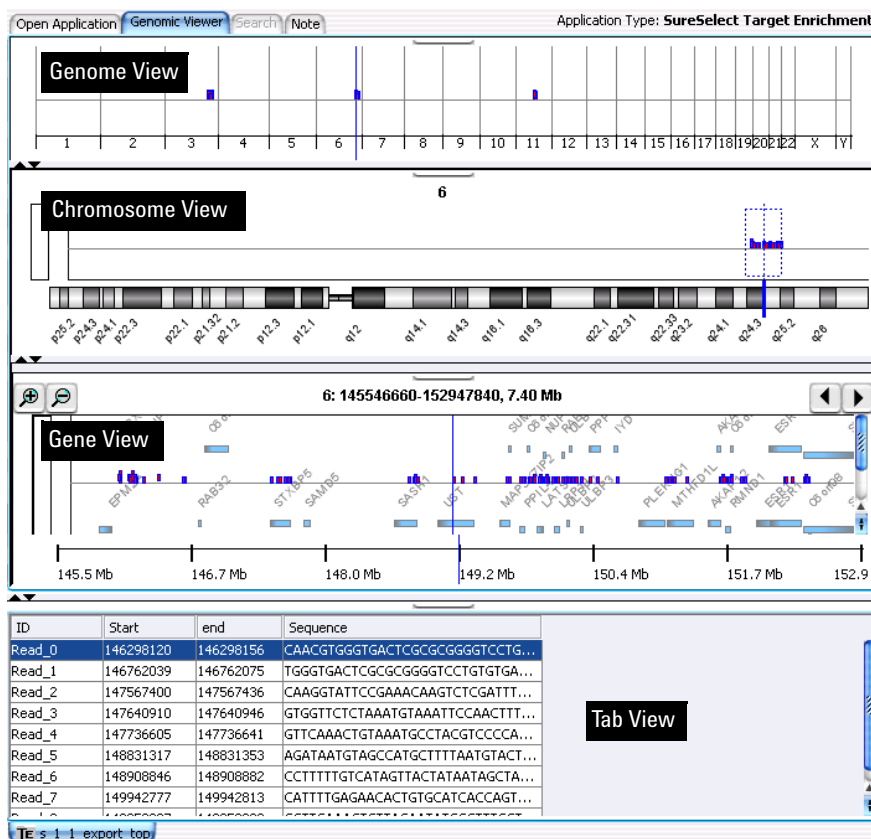 Open Application Genomic Viewer Search Note Application Type: SureSelect Target Enrichment
Genome View
1 2 3 4 5 6 7 8 9 10 11 12 13 14 15 16 17 18 19 20 21 22 X Y
6
Chromosome View
p25.2 p24.3 p24.1 p22.3 p22.1 p21.32 p21.2 p12.3 p12.1 q12 q14.1 q14.3 q16.1 q16.3 q22.1 q22.31 q22.33 q23.2 q24.1 q24.3 q25.2 q26
6: 145546660-152947840, 7.40 Mb
Gene View
RAB32 STXBP5 SAMD5 SASH1 UST PLEKHG1 MTHFD1L AKAP12 RMND1 ESR1 IYD ULBP3
145.5 Mb 146.7 Mb 148.0 Mb 149.2 Mb 150.4 Mb 151.7 Mb 152.9
ID Start end Sequence
Read_0 146298120 146298156 CAACGTGGGTGACTCGCGCGGGGTCCTG...
Read_1 146762039 146762075 TGGGTGACTCGCGCGGGGTCCTGTGTGA...
Read_2 147567400 147567436 CAAGGTATTCCGAAACAAGTCTCGATTT...
Read_3 147640910 147640946 GTGGTTCTCTAAATGTAAATTCCAACTTT...
Read_4 147736605 147736641 GTTCAAACTGTAAATGCCTACGTCCCCA...
Read_5 148831317 148831353 AGATAATGTAGCCATGCTTTTAATGTACT...
Read_6 148908846 148908882 CCTTTTTGTCATAGTTACTATAATAGCTA...
Read_7 149942777 149942813 CATTTTGAGAACACTGTGCATCACCAGT...
Tab View
TE s_1_1_export_top